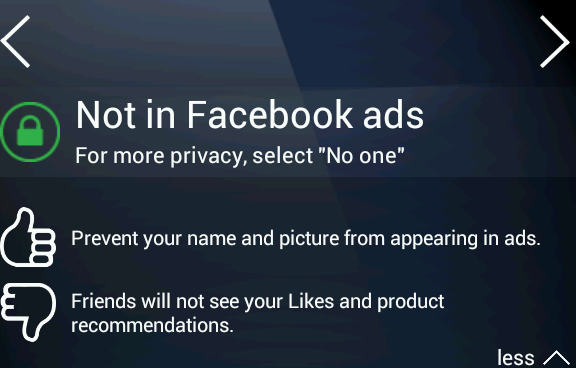 Not in Facebook ads
For more privacy, select "No one"
Prevent your name and picture from appearing in ads.
Friends will not see your Likes and product
recommendations.
less